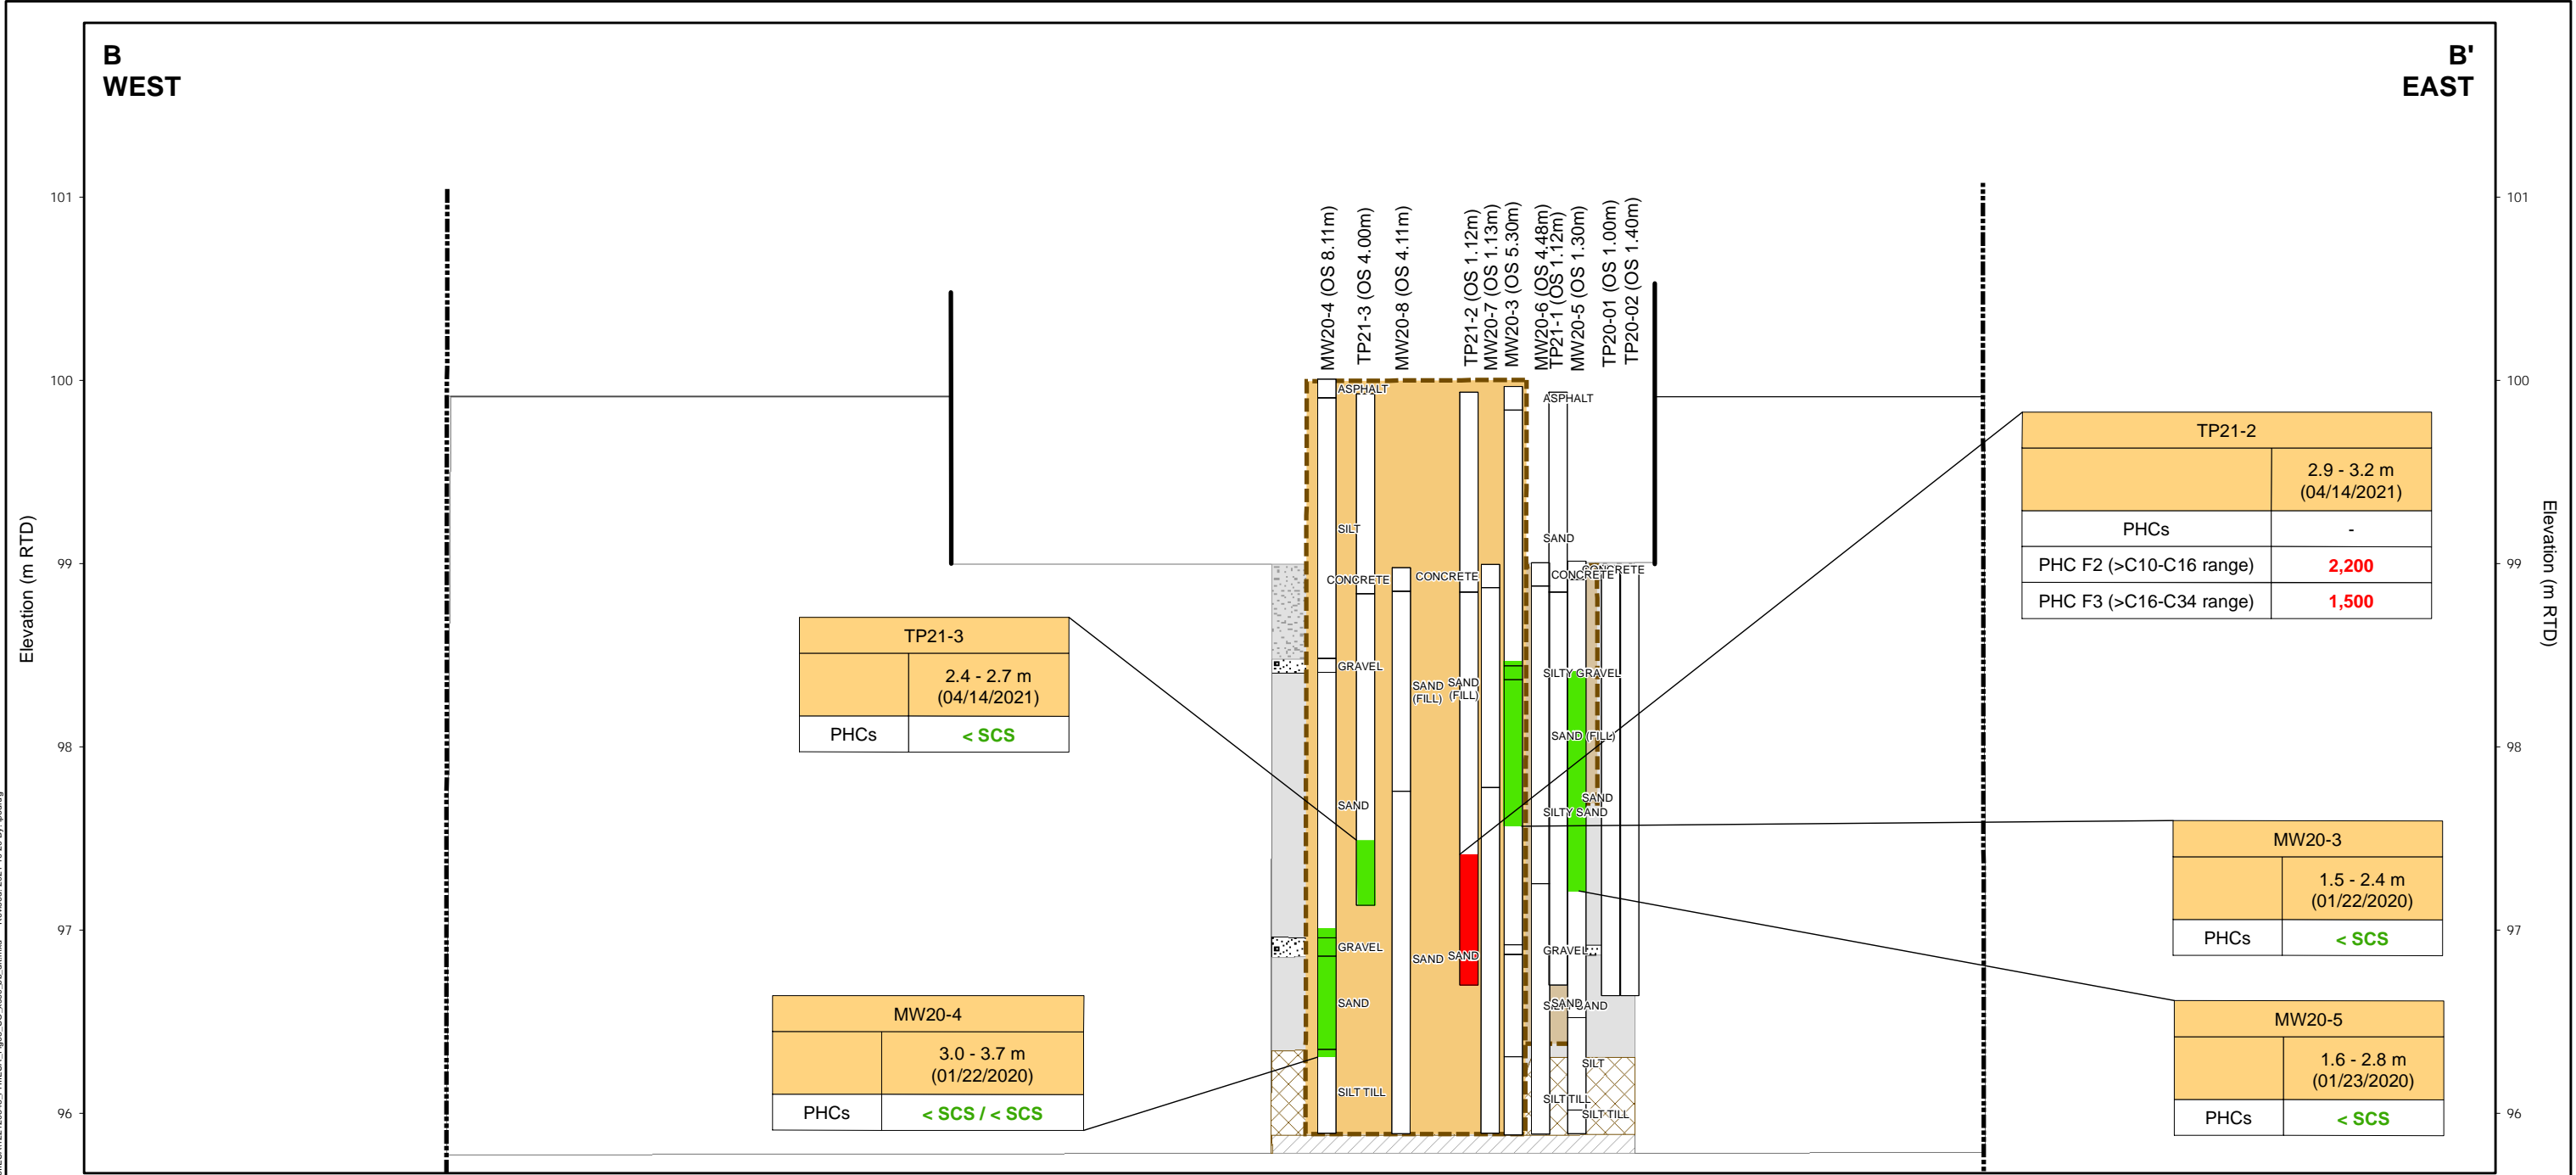 B
WEST
B'
EAST
MW20-4 (OS 8.11m)
TP21-3 (OS 4.00m)
MW20-8 (OS 4.11m)
TP21-2 (OS 1.12m)
MW20-7 (OS 1.13m)
MW20-3 (OS 5.30m)
MW20-6 (OS 4.48m)
TP21-1 (OS 1.12m)
MW20-5 (OS 1.30m)
TP20-01 (OS 1.00m)
TP20-02 (OS 1.40m)
101
100
99
98
97
96
Elevation (m RTD)
101
100
99
98
97
96
Elevation (m RTD)
ASPHALT
SILT
CONCRETE
GRAVEL
SAND
GRAVEL
SAND
SILT TILL
SAND
(FILL)
SAND
CONCRETE
SAND
(FILL)
SAND
ASPHALT
SAND
CONCRETE
CONCRETE
SILTY GRAVEL
SAND (FILL)
SAND
SILTY SAND
GRAVEL
SILTY SAND
SAND
SILT
SILT TILL
SILT TILL
TP21-3
2.4 - 2.7 m
(04/14/2021)
PHCs < SCS
MW20-4
3.0 - 3.7 m
(01/22/2020)
PHCs < SCS / < SCS
TP21-2
2.9 - 3.2 m
(04/14/2021)
PHCs -
PHC F2 (>C10-C16 range) 2,200
PHC F3 (>C16-C34 range) 1,500
MW20-3
1.5 - 2.4 m
(01/22/2020)
PHCs < SCS
MW20-5
1.6 - 2.8 m
(01/23/2020)
PHCs < SCS